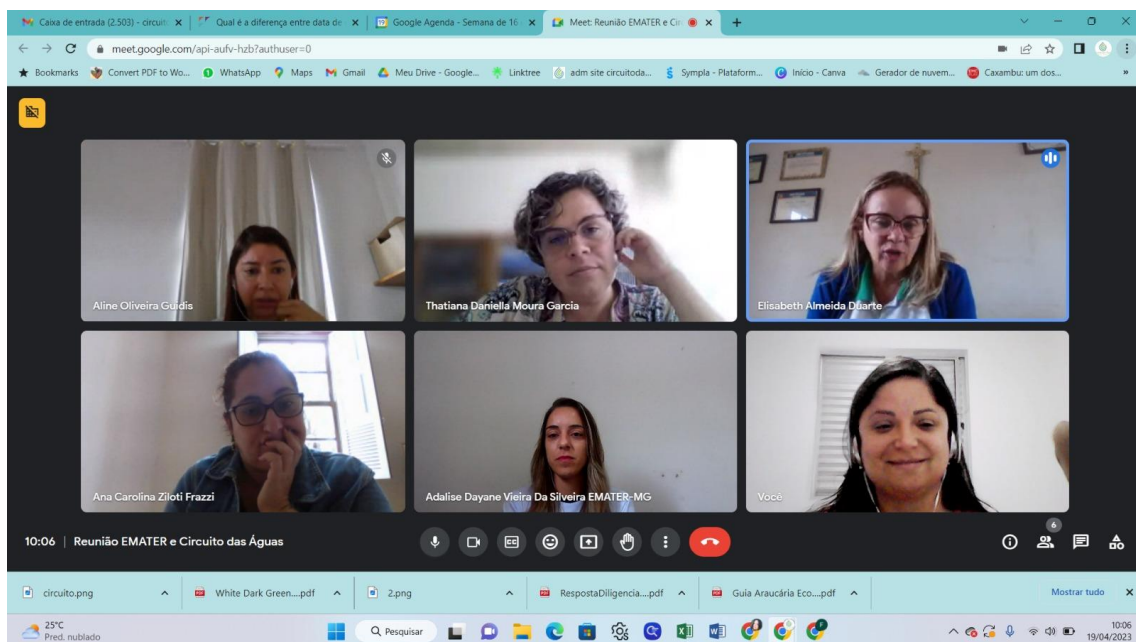 Caixa de entrada (2.503) - circuit
Qual é a diferença entre data de
Google Agenda - Semana de 16
Meet: Reunião EMATER e Cir
meet.google.com/api-aufv-hzb?authuser=0
Bookmarks
Convert PDF to Wo...
WhatsApp
Maps
Gmail
Meu Drive - Google...
Linktree
adm site circuitoda...
Sympla - Plataform...
Início - Canva
Gerador de nuvem...
Caxambu: um dos...
»
Aline Oliveira Guidis
Thatiana Daniella Moura Garcia
Elisabeth Almeida Duarte
Ana Carolina Ziloti Frazzi
Adalise Dayane Vieira Da Silveira EMATER-MG
Você
10:06 | Reunião EMATER e Circuito das Águas
CC
6
circuito.png
White Dark Green....pdf
2.png
RespostaDiligencia....pdf
Guia Araucária Eco....pdf
Mostrar tudo
25°C
Pred. nublado
Pesquisar
10:06
19/04/2023